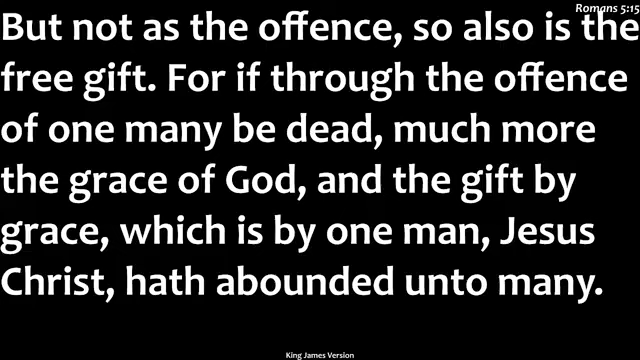 Romans 5:15
But not as the offence, so also is the
free gift. For if through the offence
of one many be dead, much more
the grace of God, and the gift by
grace, which is by one man, Jesus
Christ, hath abounded unto many.
King James Version